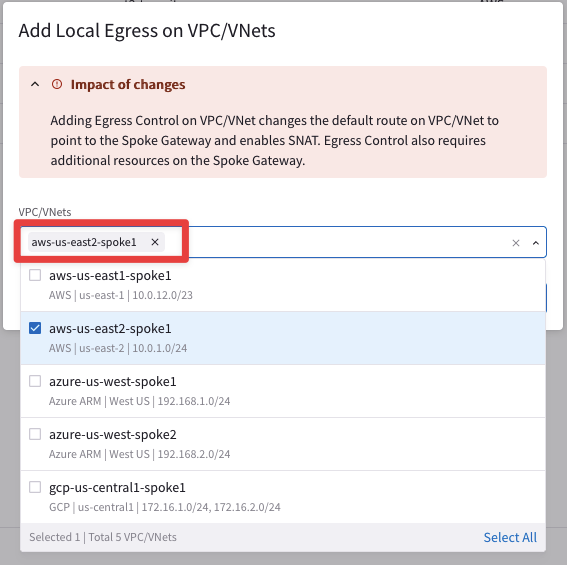 Add Local Egress on VPC/VNets
Impact of changes
Adding Egress Control on VPC/VNet changes the default route on VPC/VNet to
point to the Spoke Gateway and enables SNAT. Egress Control also requires
additional resources on the Spoke Gateway.
VPC/VNets
aws-us-east2-spoke1
aws-us-east1-spoke1
AWS | us-east-1 | 10.0.12.0/23
aws-us-east2-spoke1
AWS | us-east-2 | 10.0.1.0/24
azure-us-west-spoke1
Azure ARM | West US | 192.168.1.0/24
azure-us-west-spoke2
Azure ARM | West US | 192.168.2.0/24
gcp-us-central1-spoke1
GCP | us-central1 | 172.16.1.0/24, 172.16.2.0/24
Selected 1 | Total 5 VPC/VNets Select All